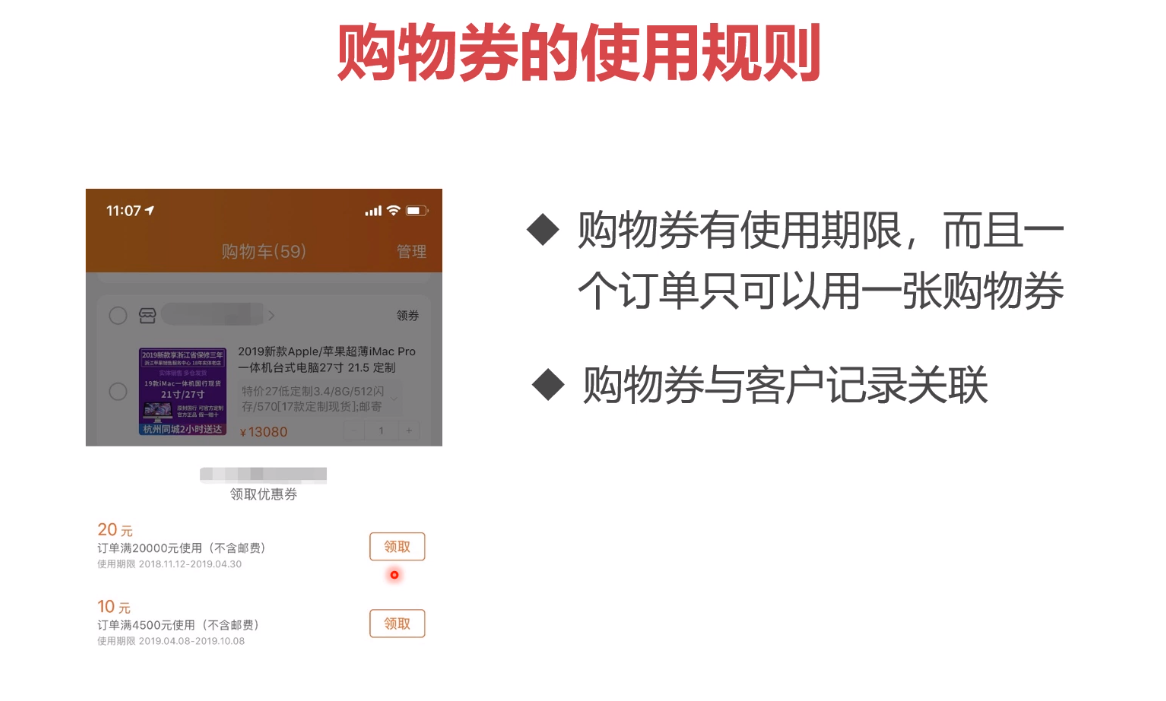 购物券的使用规则
11:07
购物车(59)
管理
领券
2019新款享浙江省保修三年
19款iMac一体机国行现货
21寸/27寸
杭州同城2小时送达
2019新款Apple/苹果超薄iMac Pro
一体机台式电脑27寸 21.5 定制
特价27低定制3.4/8G/512闪
存/570[17款定制现货];邮寄
¥13080
1
+
领取优惠券
20 元
订单满20000元使用（不含邮费）
使用期限 2018.11.12-2019.04.30
领取
10 元
订单满4500元使用（不含邮费）
使用期限 2019.04.08-2019.10.08
领取
◆ 购物券有使用期限，而且一
个订单只可以用一张购物券
◆ 购物券与客户记录关联